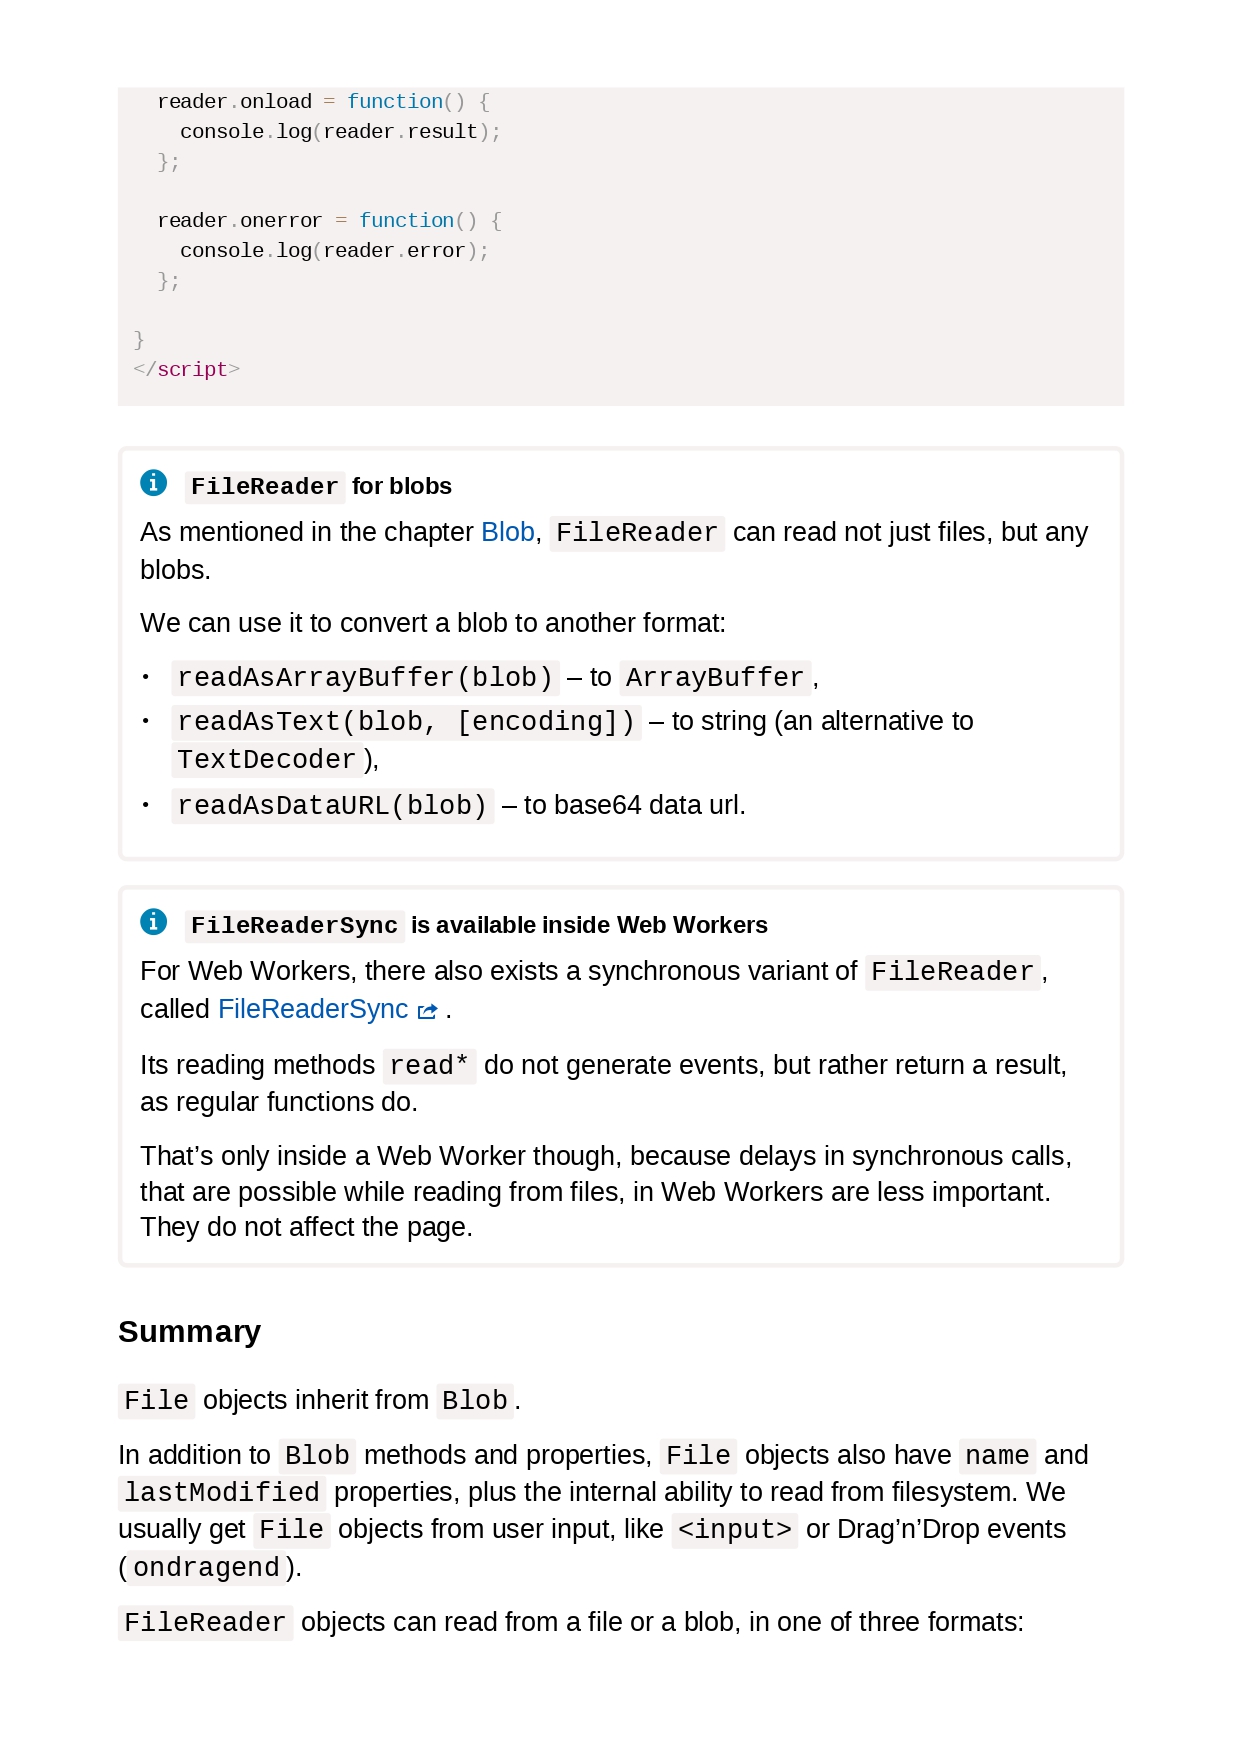 reader.onload = function() {
    console.log(reader.result);
  };

  reader.onerror = function() {
    console.log(reader.error);
  };

}
</script>
FileReader for blobs
As mentioned in the chapter Blob, FileReader can read not just files, but any
blobs.
We can use it to convert a blob to another format:
• readAsArrayBuffer(blob) – to ArrayBuffer,
• readAsText(blob, [encoding]) – to string (an alternative to
TextDecoder),
• readAsDataURL(blob) – to base64 data url.
FileReaderSync is available inside Web Workers
For Web Workers, there also exists a synchronous variant of FileReader,
called FileReaderSync .
Its reading methods read* do not generate events, but rather return a result,
as regular functions do.
That’s only inside a Web Worker though, because delays in synchronous calls,
that are possible while reading from files, in Web Workers are less important.
They do not affect the page.
Summary
File objects inherit from Blob.
In addition to Blob methods and properties, File objects also have name and
lastModified properties, plus the internal ability to read from filesystem. We
usually get File objects from user input, like <input> or Drag’n’Drop events
(ondragend).
FileReader objects can read from a file or a blob, in one of three formats: